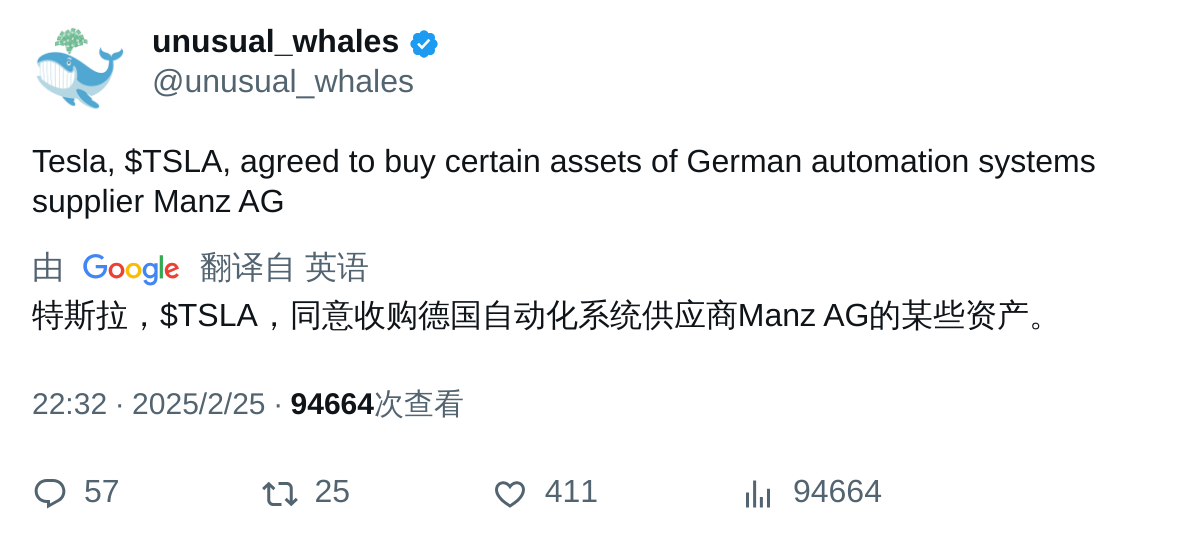 unusual_whales
@unusual_whales
Tesla, $TSLA, agreed to buy certain assets of German automation systems
supplier Manz AG
由 Google 翻译自 英语
特斯拉，$TSLA，同意收购德国自动化系统供应商Manz AG的某些资产。
22:32 · 2025/2/25 · 94664次查看
57 25 411 94664